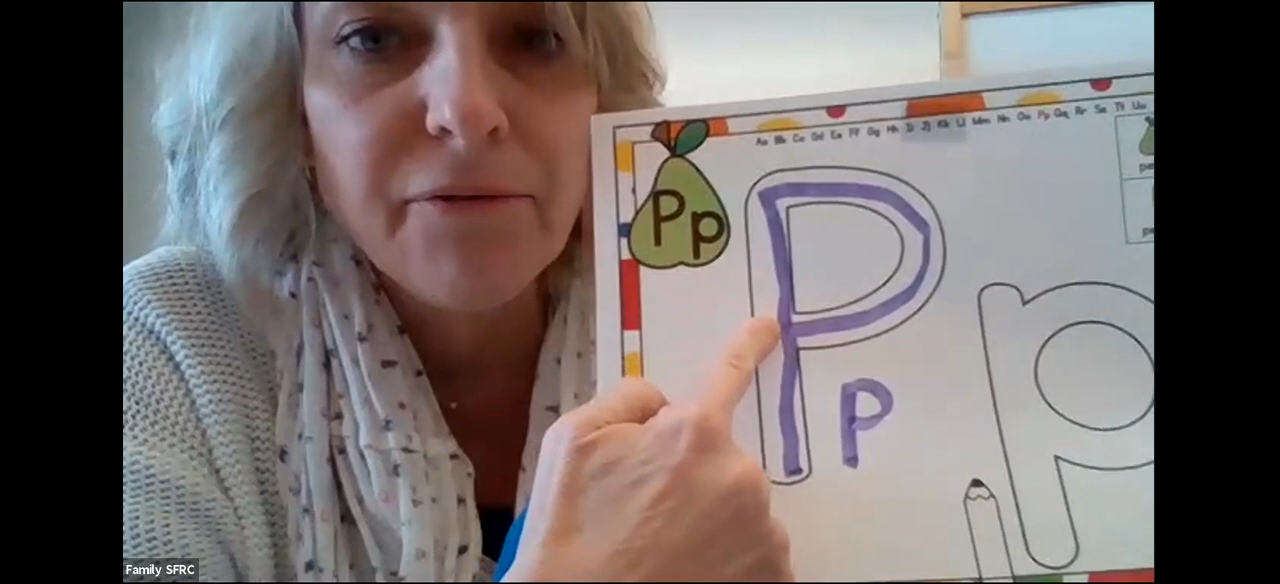 Aa Bb Cc Dd Ee Ff Gg Hh Ii Jj Kk Ll Mm Nn Oo Pp Qq Rr Ss Tt Uu
Pp
P
p
P
Family SFRC